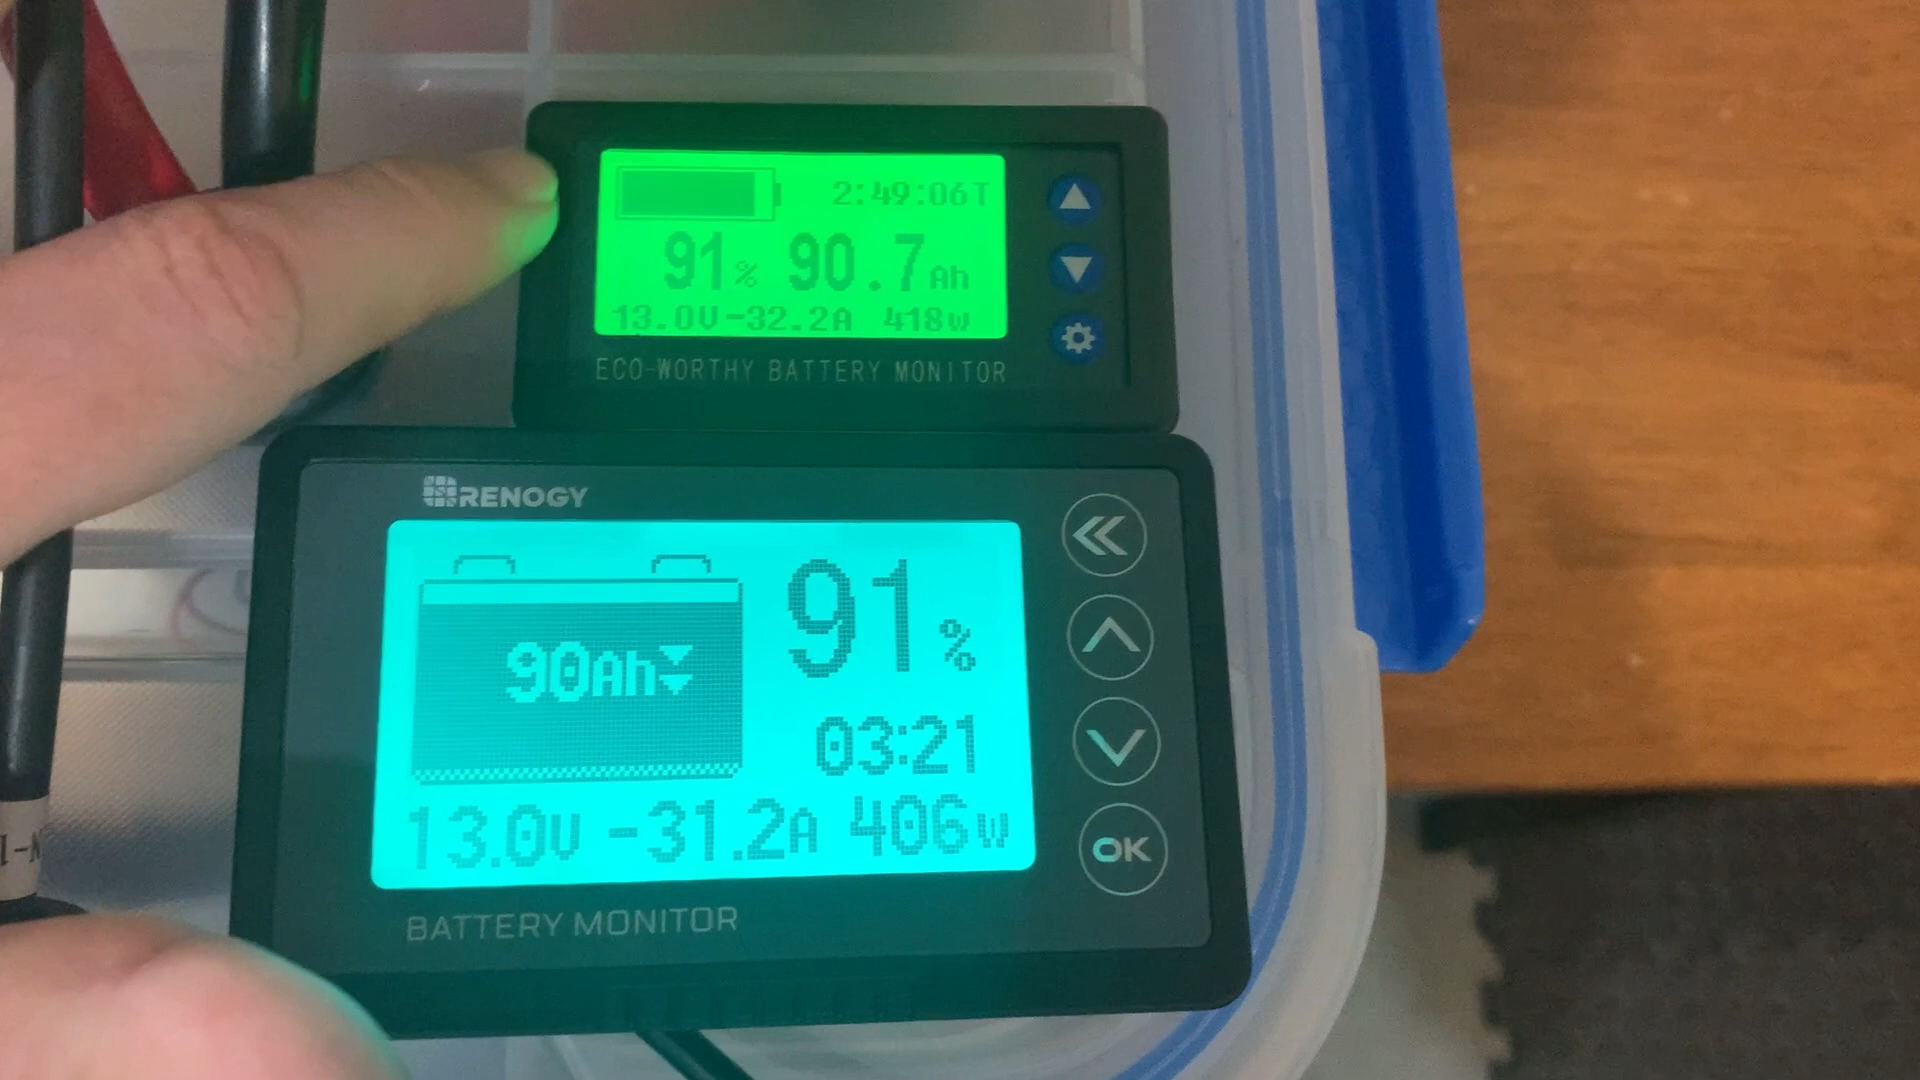 2:49:06T
91% 90.7Ah
13.0V -32.2A 418W
ECO-WORTHY BATTERY MONITOR
RENOGY
91%
90Ah
03:21
13.0V -31.2A 406W
OK
BATTERY MONITOR